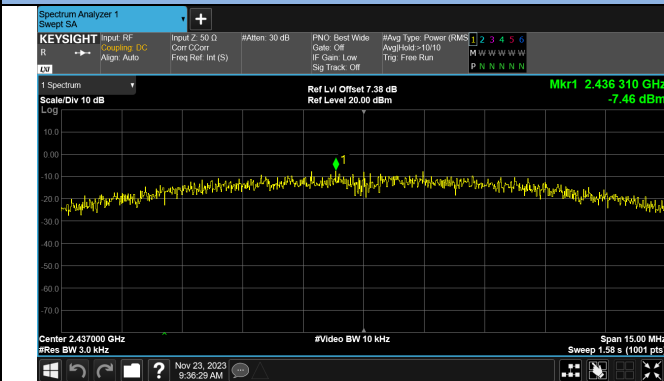 Spectrum Analyzer 1
Swept SA
+
KEYSIGHT Input: RF Input Z: 50 Ω #Atten: 30 dB PNO: Best Wide #Avg Type: Power (RMS 1 2 3 4 5 6
R Coupling: DC Corr CCorr Gate: Off Avg|Hold:>10/10 M W W W W W
Align: Auto Freq Ref: Int (S) IF Gain: Low Trig: Free Run
LXI Sig Track: Off P N N N N N
1 Spectrum Ref Lvl Offset 7.38 dB Mkr1 2.436 310 GHz
Scale/Div 10 dB Ref Level 20.00 dBm -7.46 dBm
Log
10.0
0.00
1
-10.0
-20.0
-30.0
-40.0
-50.0
-60.0
-70.0
Center 2.437000 GHz #Video BW 10 kHz Span 15.00 MHz
#Res BW 3.0 kHz Sweep 1.58 s (1001 pts
? Nov 23, 2023
9:36:29 AM